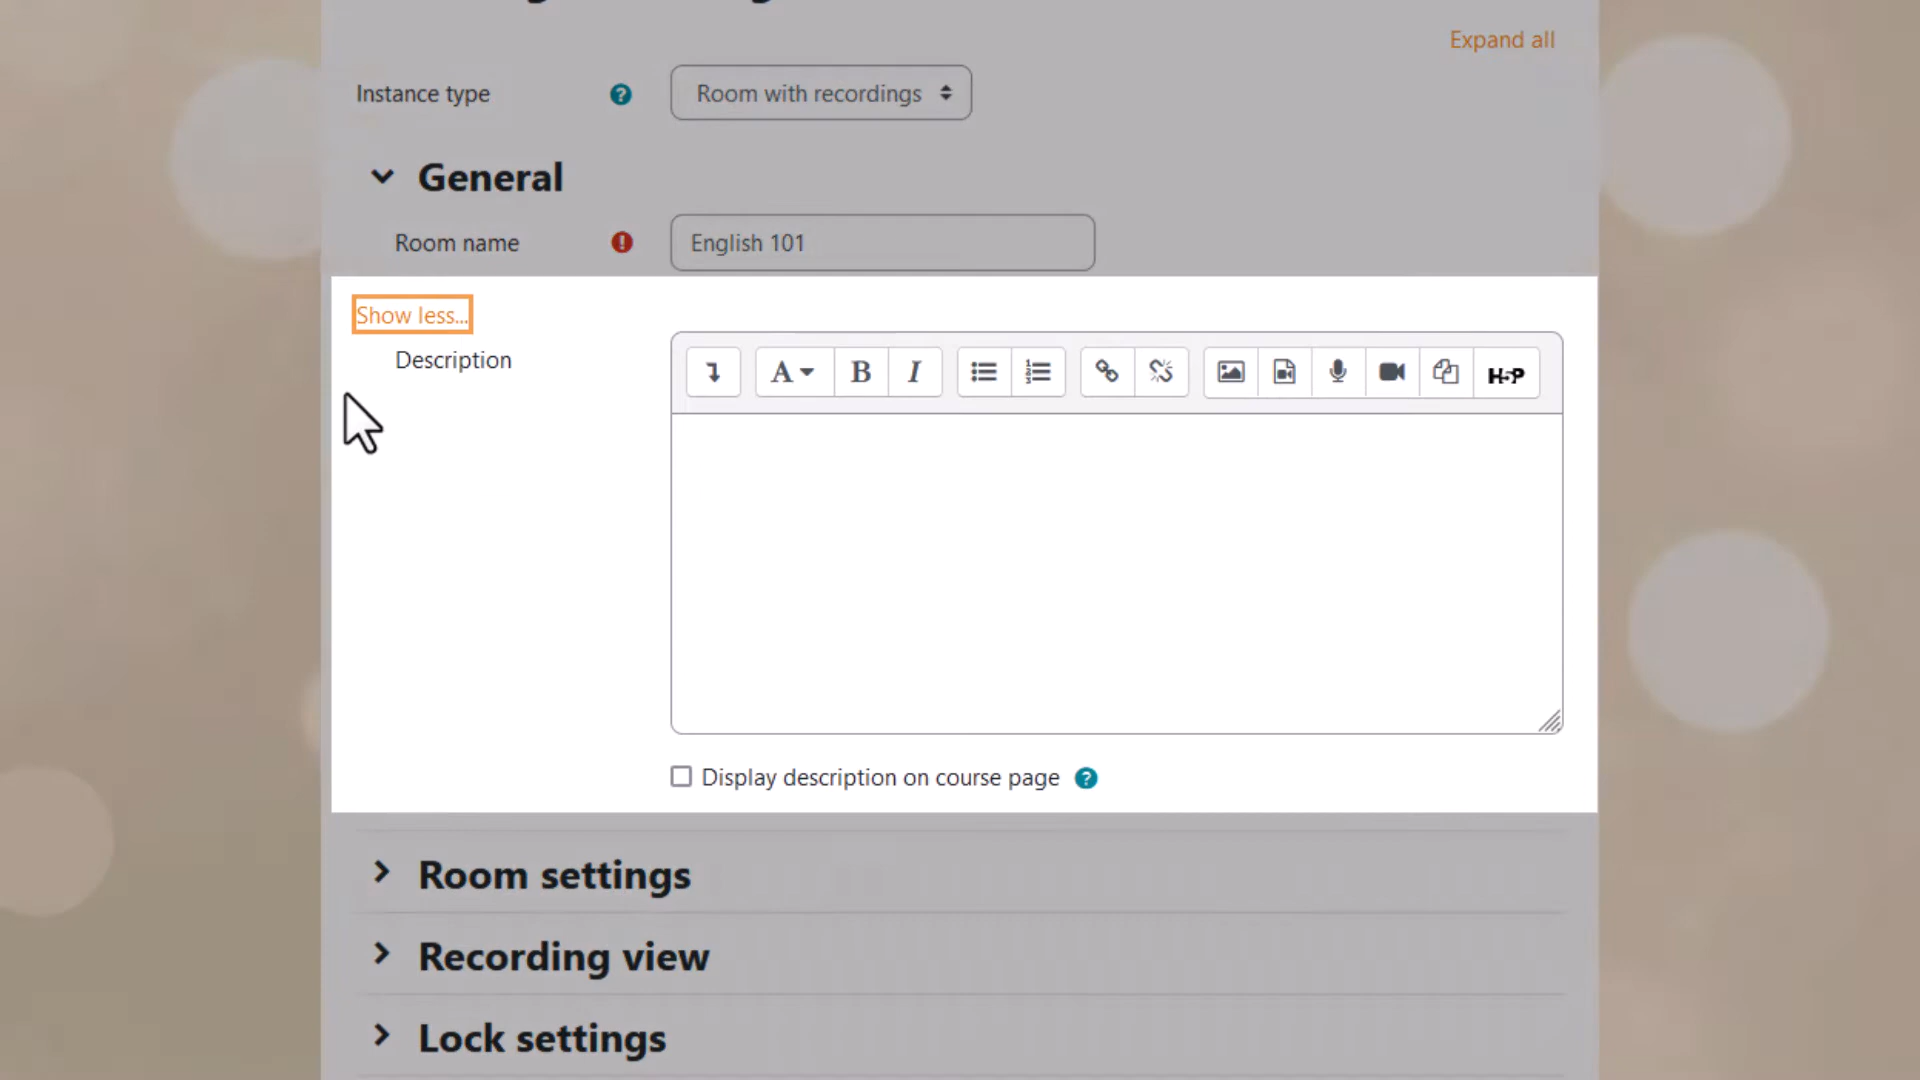 Expand all
Instance type
Room with recordings
General
Room name
English 101
Show less...
Description
A B I
H-P
Display description on course page
Room settings
Recording view
Lock settings